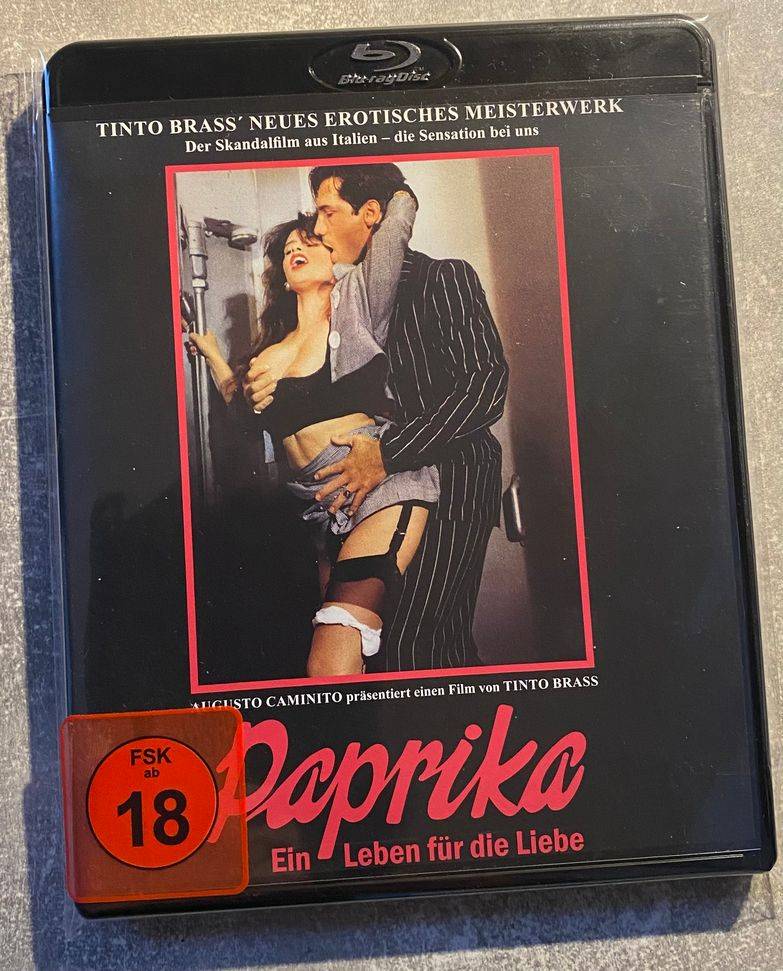 Blu-ray Disc
TINTO BRASS´ NEUES EROTISCHES MEISTERWERK
Der Skandalfilm aus Italien – die Sensation bei uns
AUGUSTO CAMINITO präsentiert einen Film von TINTO BRASS
Paprika
Ein Leben für die Liebe
FSK
ab
18